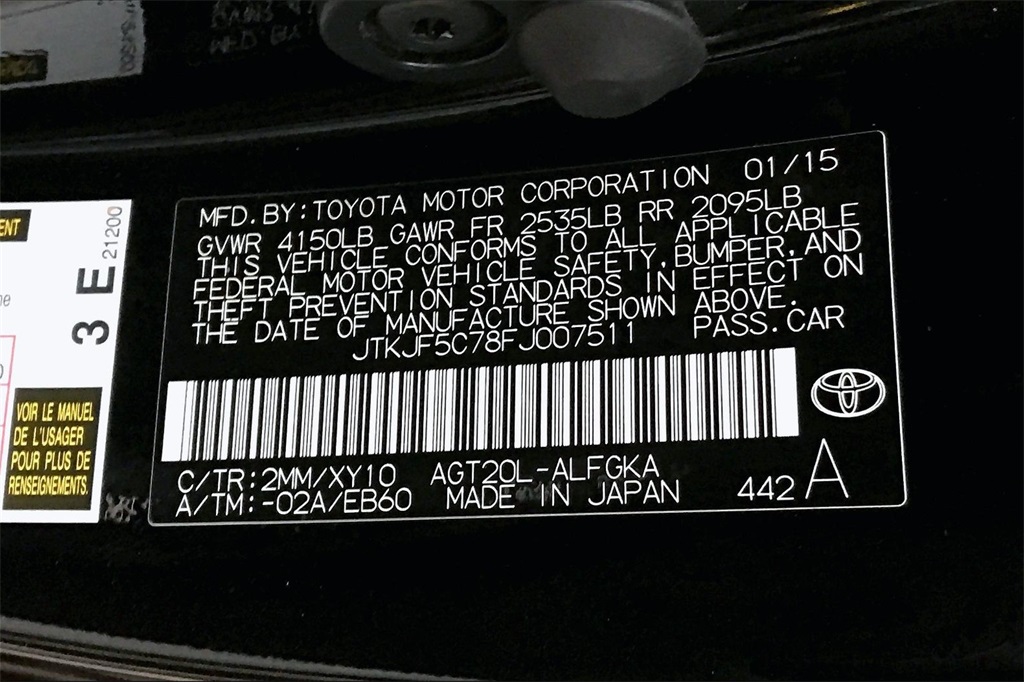 MFD. BY: TOYOTA MOTOR CORPORATION 01/15
GVWR 4150LB GAWR FR 2535LB RR 2095LB
THIS VEHICLE CONFORMS TO ALL APPLICABLE
FEDERAL MOTOR VEHICLE SAFETY, BUMPER, AND
THEFT PREVENTION STANDARDS IN EFFECT ON
THE DATE OF MANUFACTURE SHOWN ABOVE.
JTKJF5C78FJ007511 PASS. CAR
C/TR: 2MM/XY10 AGT20L-ALFGKA
A/TM: -02A/EB60 MADE IN JAPAN 442 A
3 E 21200
VOIR LE MANUEL
DE L'USAGER
POUR PLUS DE
RENSEIGNEMENTS.